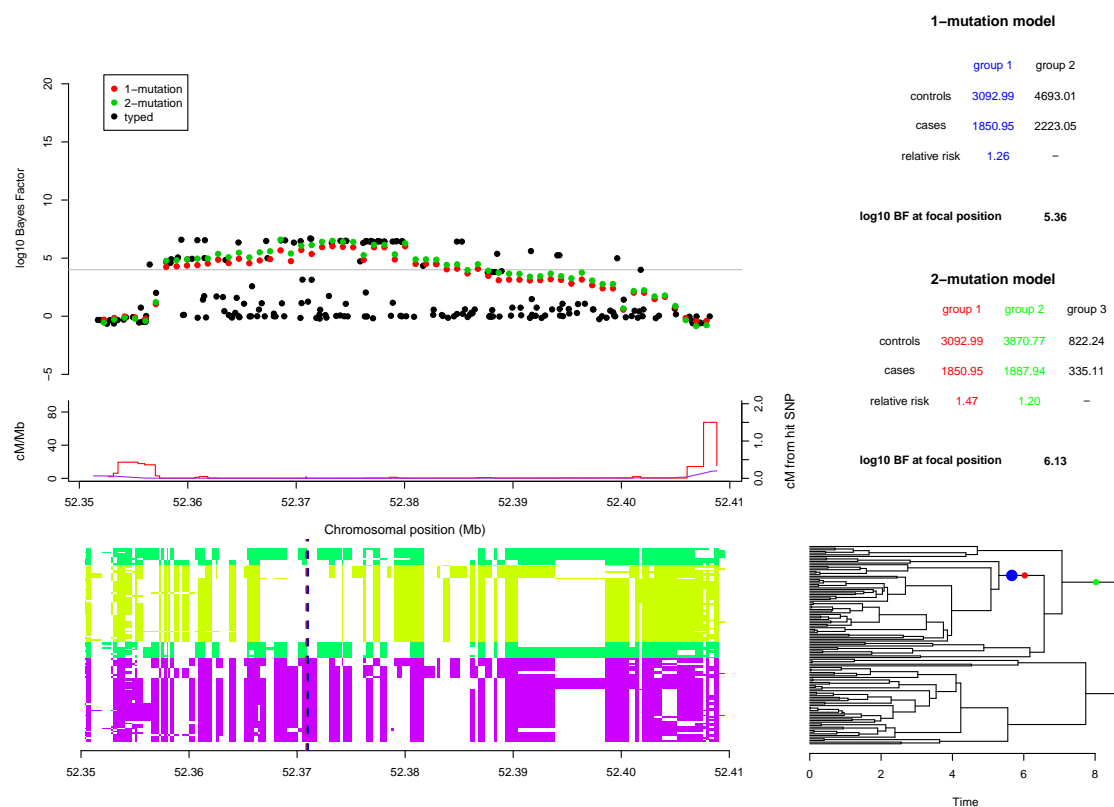 1−mutation model
group 1 group 2
controls 3092.99 4693.01
cases 1850.95 2223.05
relative risk 1.26 −
log10 BF at focal position 5.36
2−mutation model
group 1 group 2 group 3
controls 3092.99 3870.77 822.24
cases 1850.95 1887.94 335.11
relative risk 1.47 1.20 −
log10 BF at focal position 6.13
1−mutation
2−mutation
typed
log10 Bayes Factor
20
15
10
5
0
−5
cM/Mb
80
40
0
2.0
1.0
0.0
cM from hit SNP
52.35 52.36 52.37 52.38 52.39 52.40 52.41
Chromosomal position (Mb)
52.35 52.36 52.37 52.38 52.39 52.40 52.41
0 2 4 6 8
Time